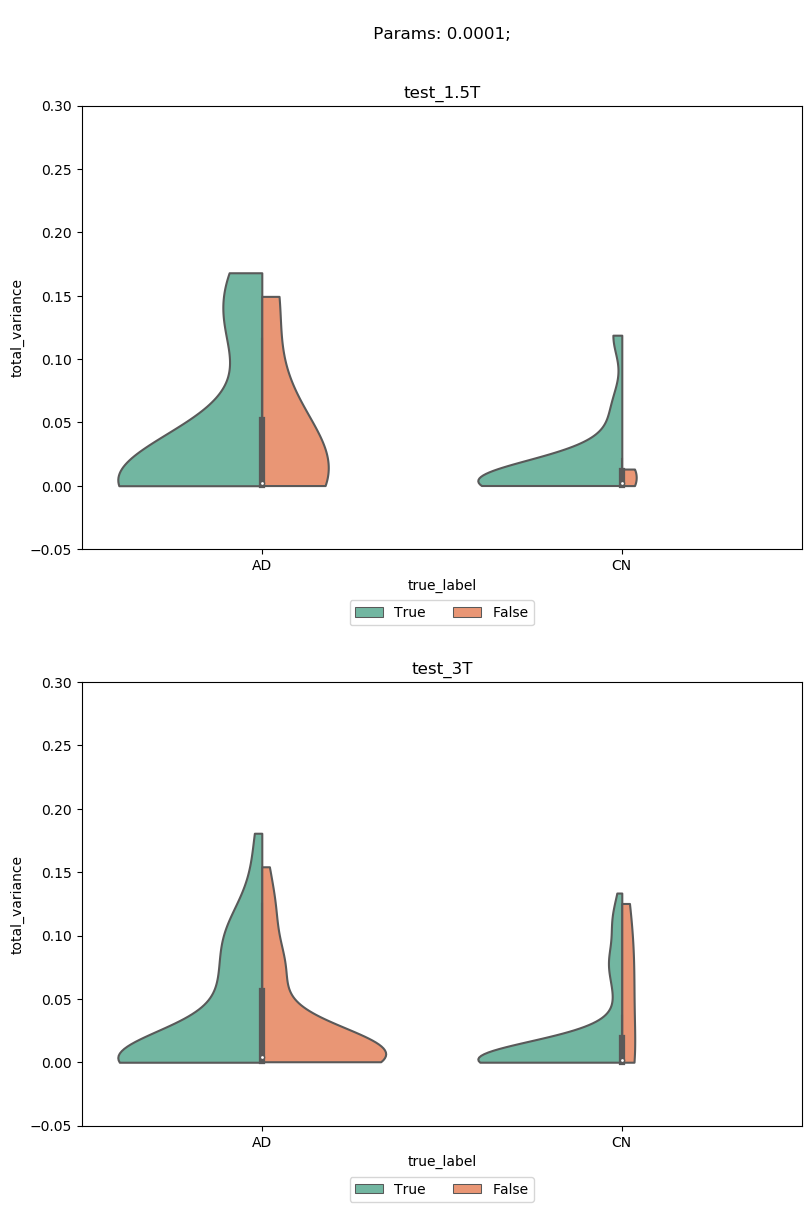 Params: 0.0001;
test_1.5T
0.30
0.25
0.20
0.15
0.10
0.05
0.00
−0.05
total_variance
AD CN
true_label
True False
test_3T
0.30
0.25
0.20
0.15
0.10
0.05
0.00
−0.05
total_variance
AD CN
true_label
True False